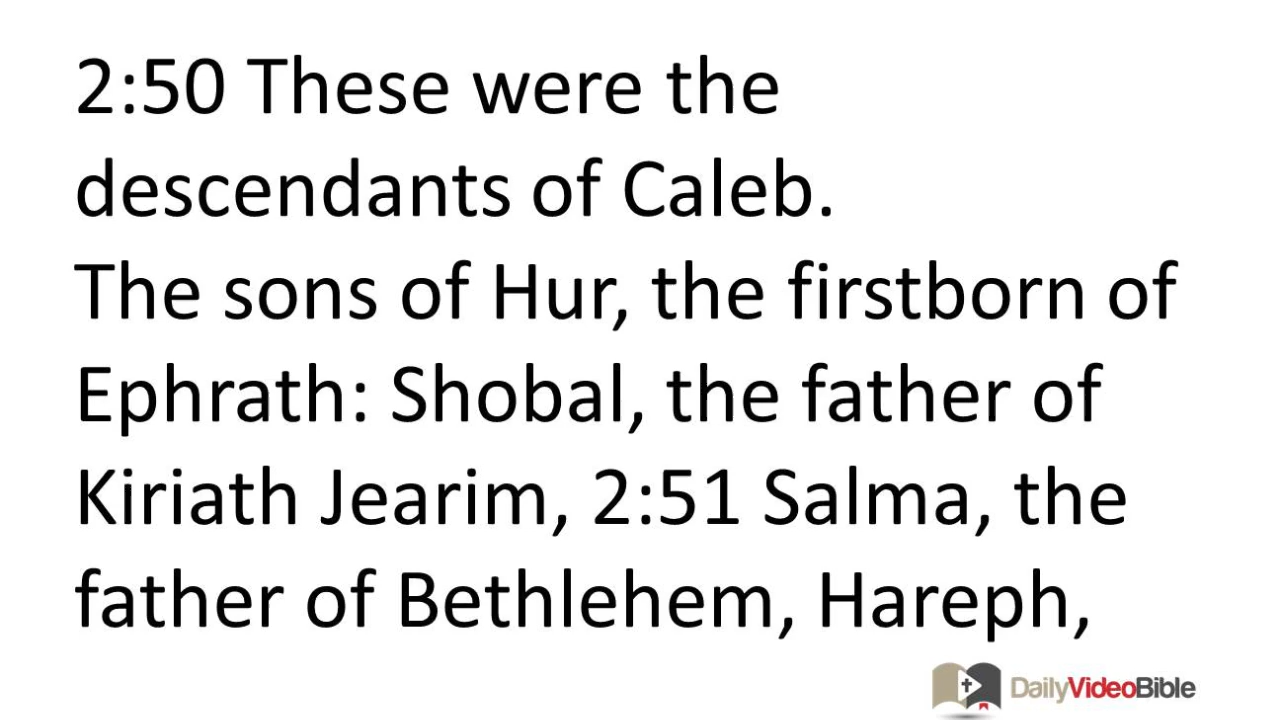 2:50 These were the
descendants of Caleb.
The sons of Hur, the firstborn of
Ephrath: Shobal, the father of
Kiriath Jearim, 2:51 Salma, the
father of Bethlehem, Hareph,
DailyVideoBible